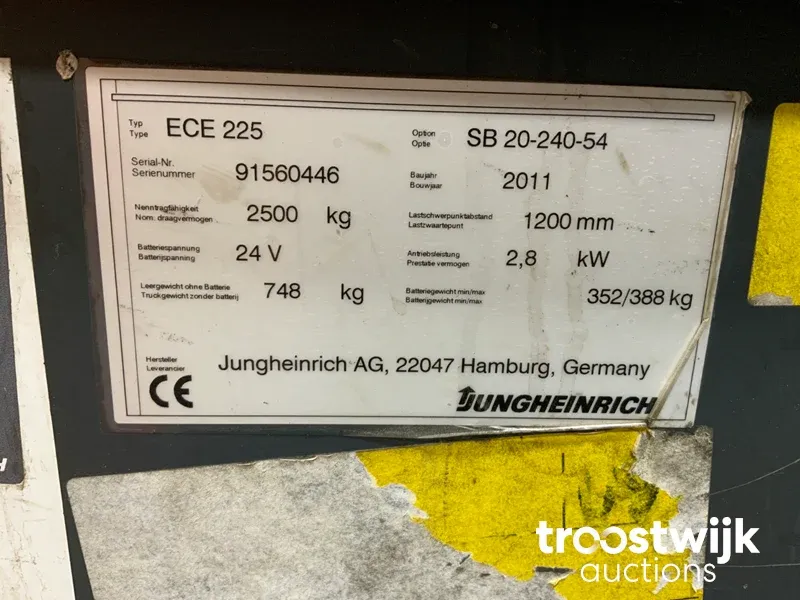 Typ
Type
ECE 225
Option
Optie
SB 20-240-54
Serial-Nr.
Serienummer
91560446
Baujahr
Bouwjaar
2011
Nenntragfähigkeit
Nom. draagvermogen
2500 kg
Lastschwerpunktabstand
Lastzwaartepunt
1200 mm
Batteriespannung
Batterijspanning
24 V
Antriebsleistung
Prestatie vermogen
2,8 kW
Leergewicht ohne Batterie
Truckgewicht zonder batterij
748 kg
Batteriegewicht min/max
Batterijgewicht min/max
352/388 kg
Hersteller
Leverancier
Jungheinrich AG, 22047 Hamburg, Germany
CE
JUNGHEINRICH
troostwijk
auctions